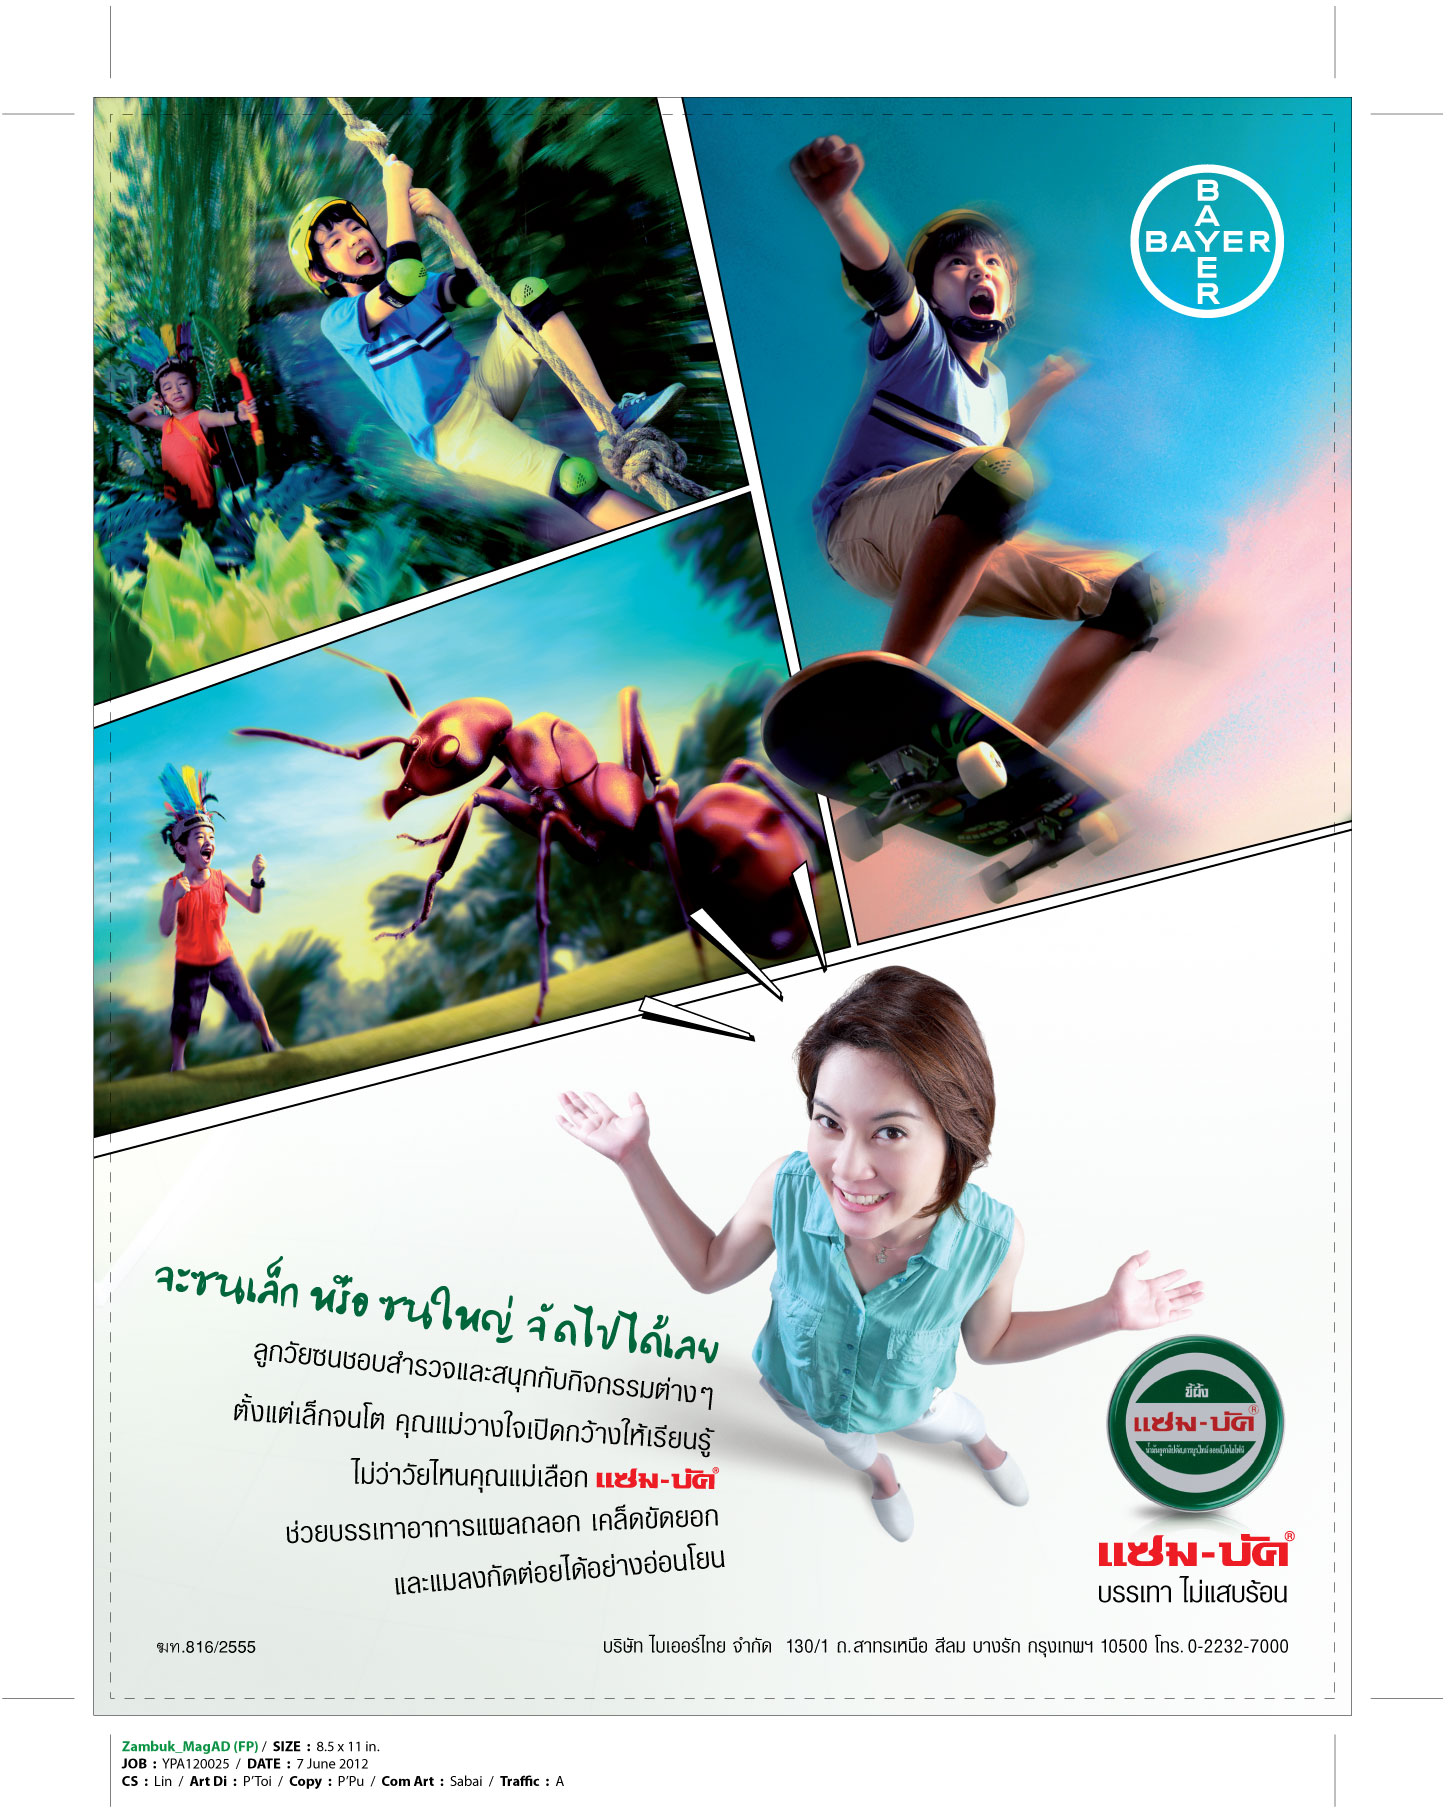 BAYER
BAYER
จะซนเล็ก หรือ ซนใหญ่ จัดไปได้เลย
ลูกวัยซนชอบสำรวจและสนุกกับกิจกรรมต่างๆ
ตั้งแต่เล็กจนโต คุณแม่วางใจเปิดกว้างให้เรียนรู้
ไม่ว่าวัยไหนคุณแม่เลือก แซม-บัค®
ช่วยบรรเทาอาการแผลถลอก เคล็ดขัดยอก
และแมลงกัดต่อยได้อย่างอ่อนโยน
ขี้ผึ้ง
แซม-บัค®
แซม-บัค®
บรรเทา ไม่แสบร้อน
ฆท.816/2555
บริษัท ไบเออร์ไทย จำกัด 130/1 ถ.สาทรเหนือ สีลม บางรัก กรุงเทพฯ 10500 โทร. 0-2232-7000
Zambuk_MagAD (FP) / SIZE : 8.5 x 11 in.
JOB : YPA120025 / DATE : 7 June 2012
CS : Lin / Art Di : P'Toi / Copy : P'Pu / Com Art : Sabai / Traffic : A